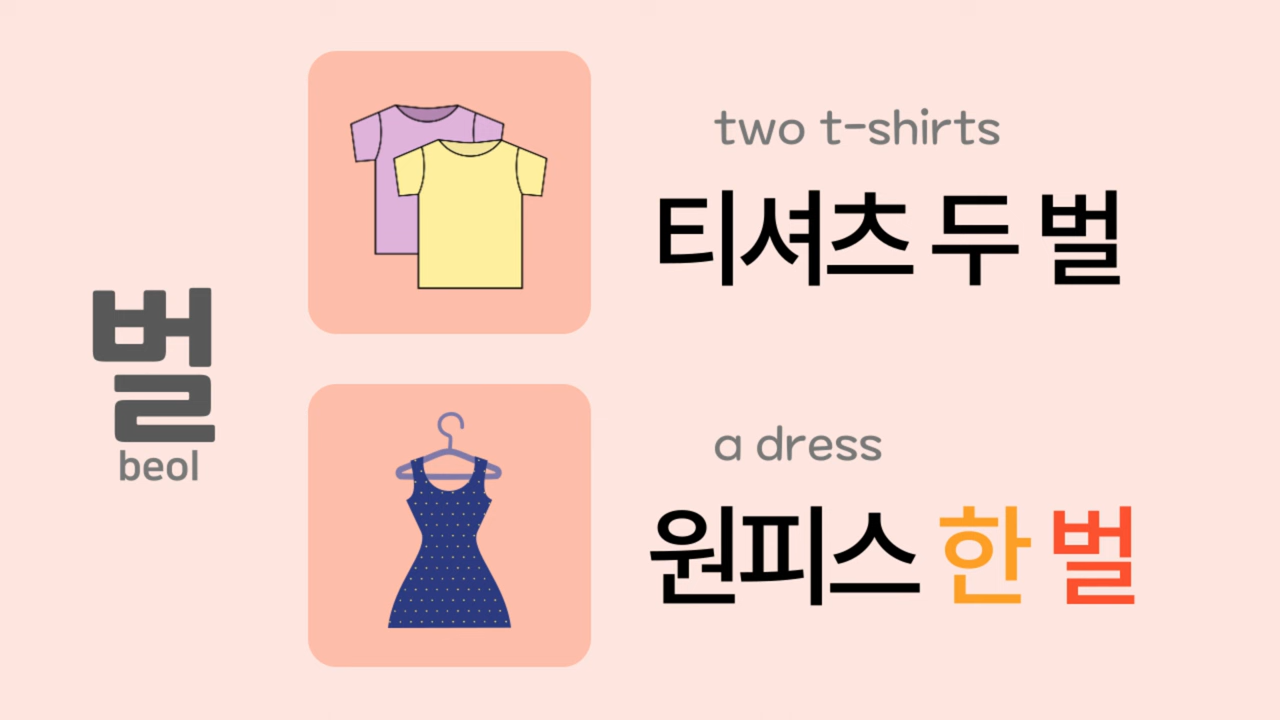 벌
beol
two t-shirts
티셔츠 두 벌
a dress
원피스 한 벌